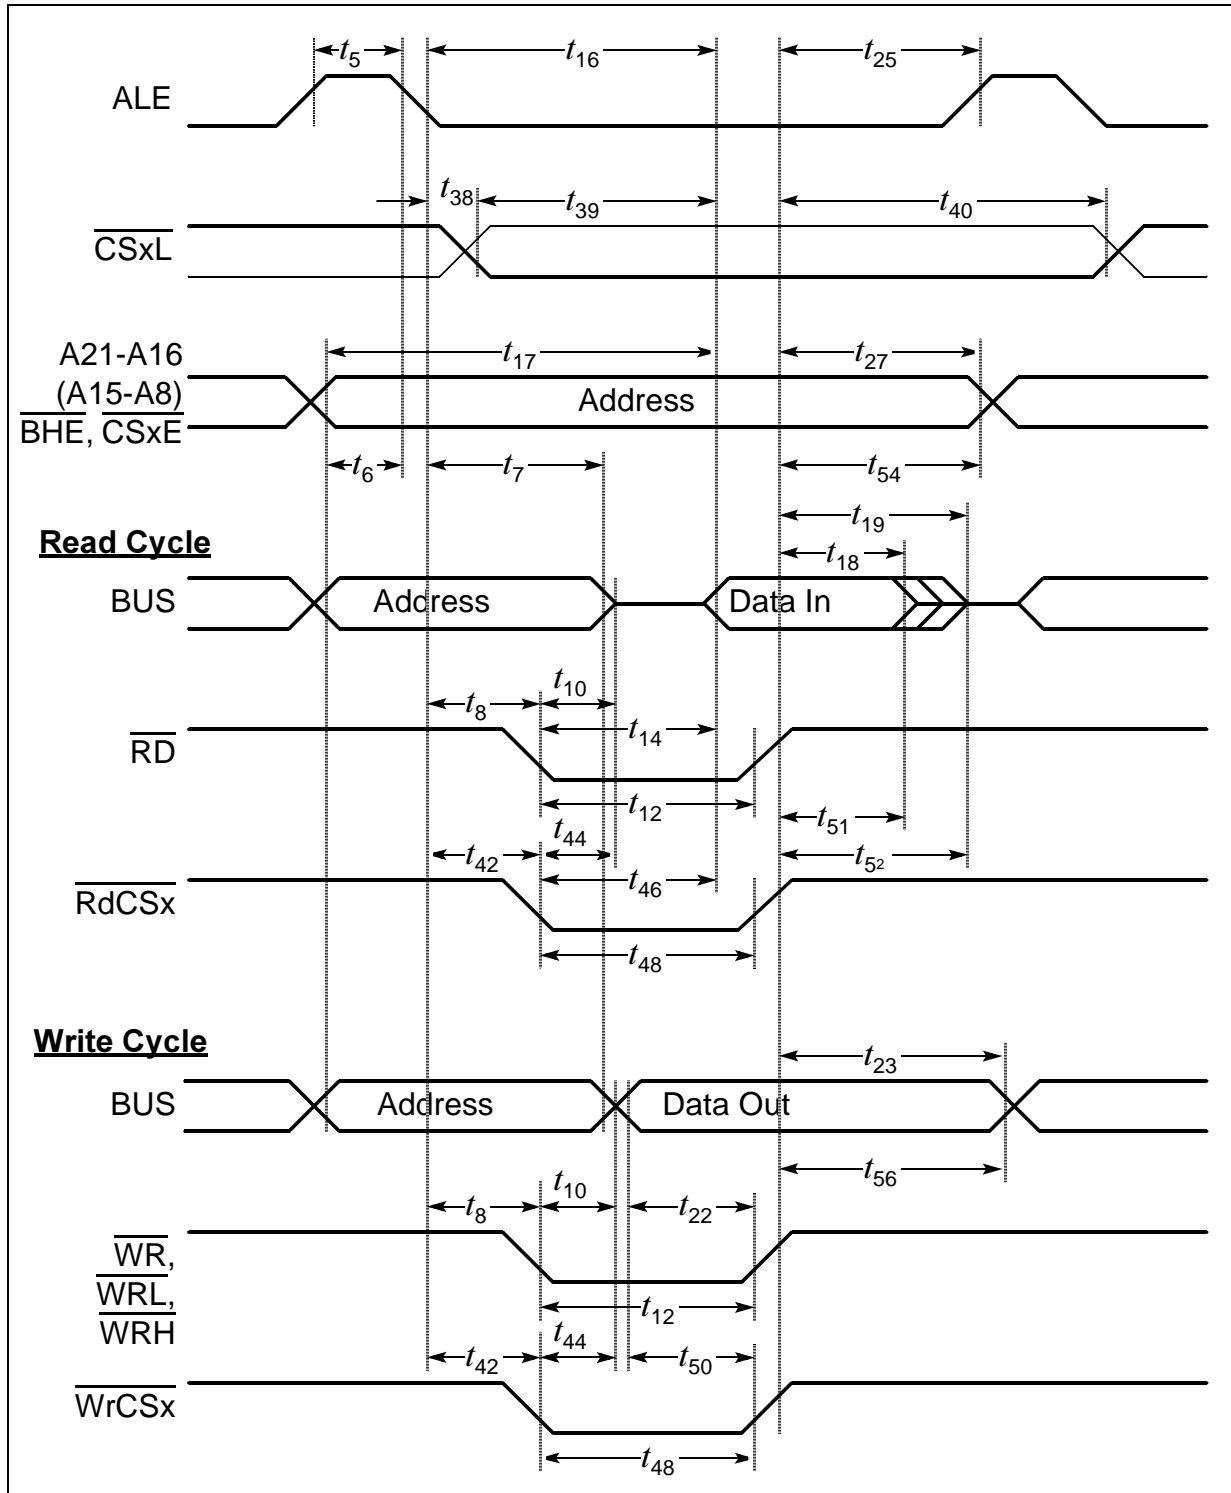 t5 t16 t25
ALE
t38 t39 t40
CSxL
A21-A16
t17 t27
(A15-A8)
Address
BHE, CSxE
t6 t7 t54
t19
Read Cycle
t18
BUS Address Data In
t10
t8
t14
RD
t12 t51
t44
t42 t52
t46
RdCSx
t48
Write Cycle
t23
BUS Address Data Out
t56
t10
t8 t22
WR,
WRL,
t12
WRH
t44
t42 t50
WrCSx
t48